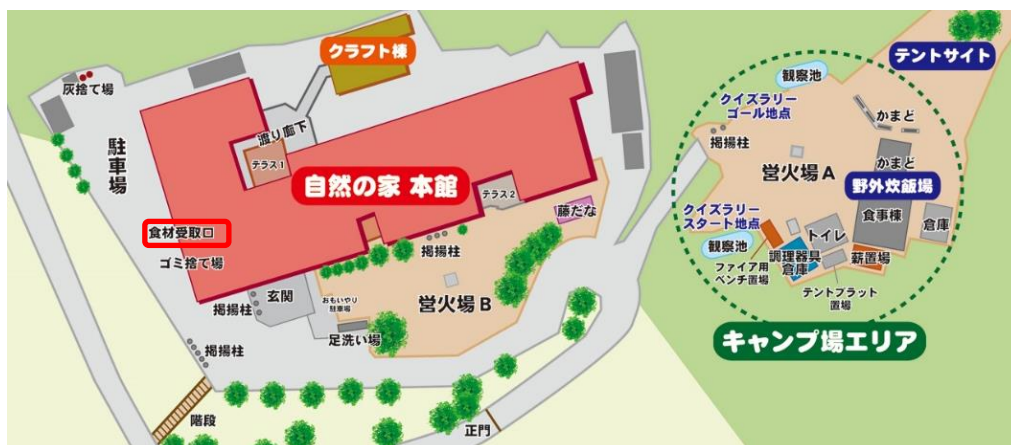 クラフト棟
灰捨て場
駐車場
渡り廊下
テラス1
自然の家 本館
テラス2
藤だな
食材受取口
ゴミ捨て場
掲揚柱
玄関
おもいやり
駐車場
掲揚柱
営火場B
足洗い場
掲揚柱
階段
正門
テントサイト
観察池
クイズラリー
ゴール地点
かまど
掲揚柱
営火場A
かまど
野外炊飯場
食事棟
倉庫
クイズラリー
スタート地点
観察池
トイレ
調理器具
倉庫
薪置場
ファイア用
ベンチ置場
テントプラット
置場
キャンプ場エリア